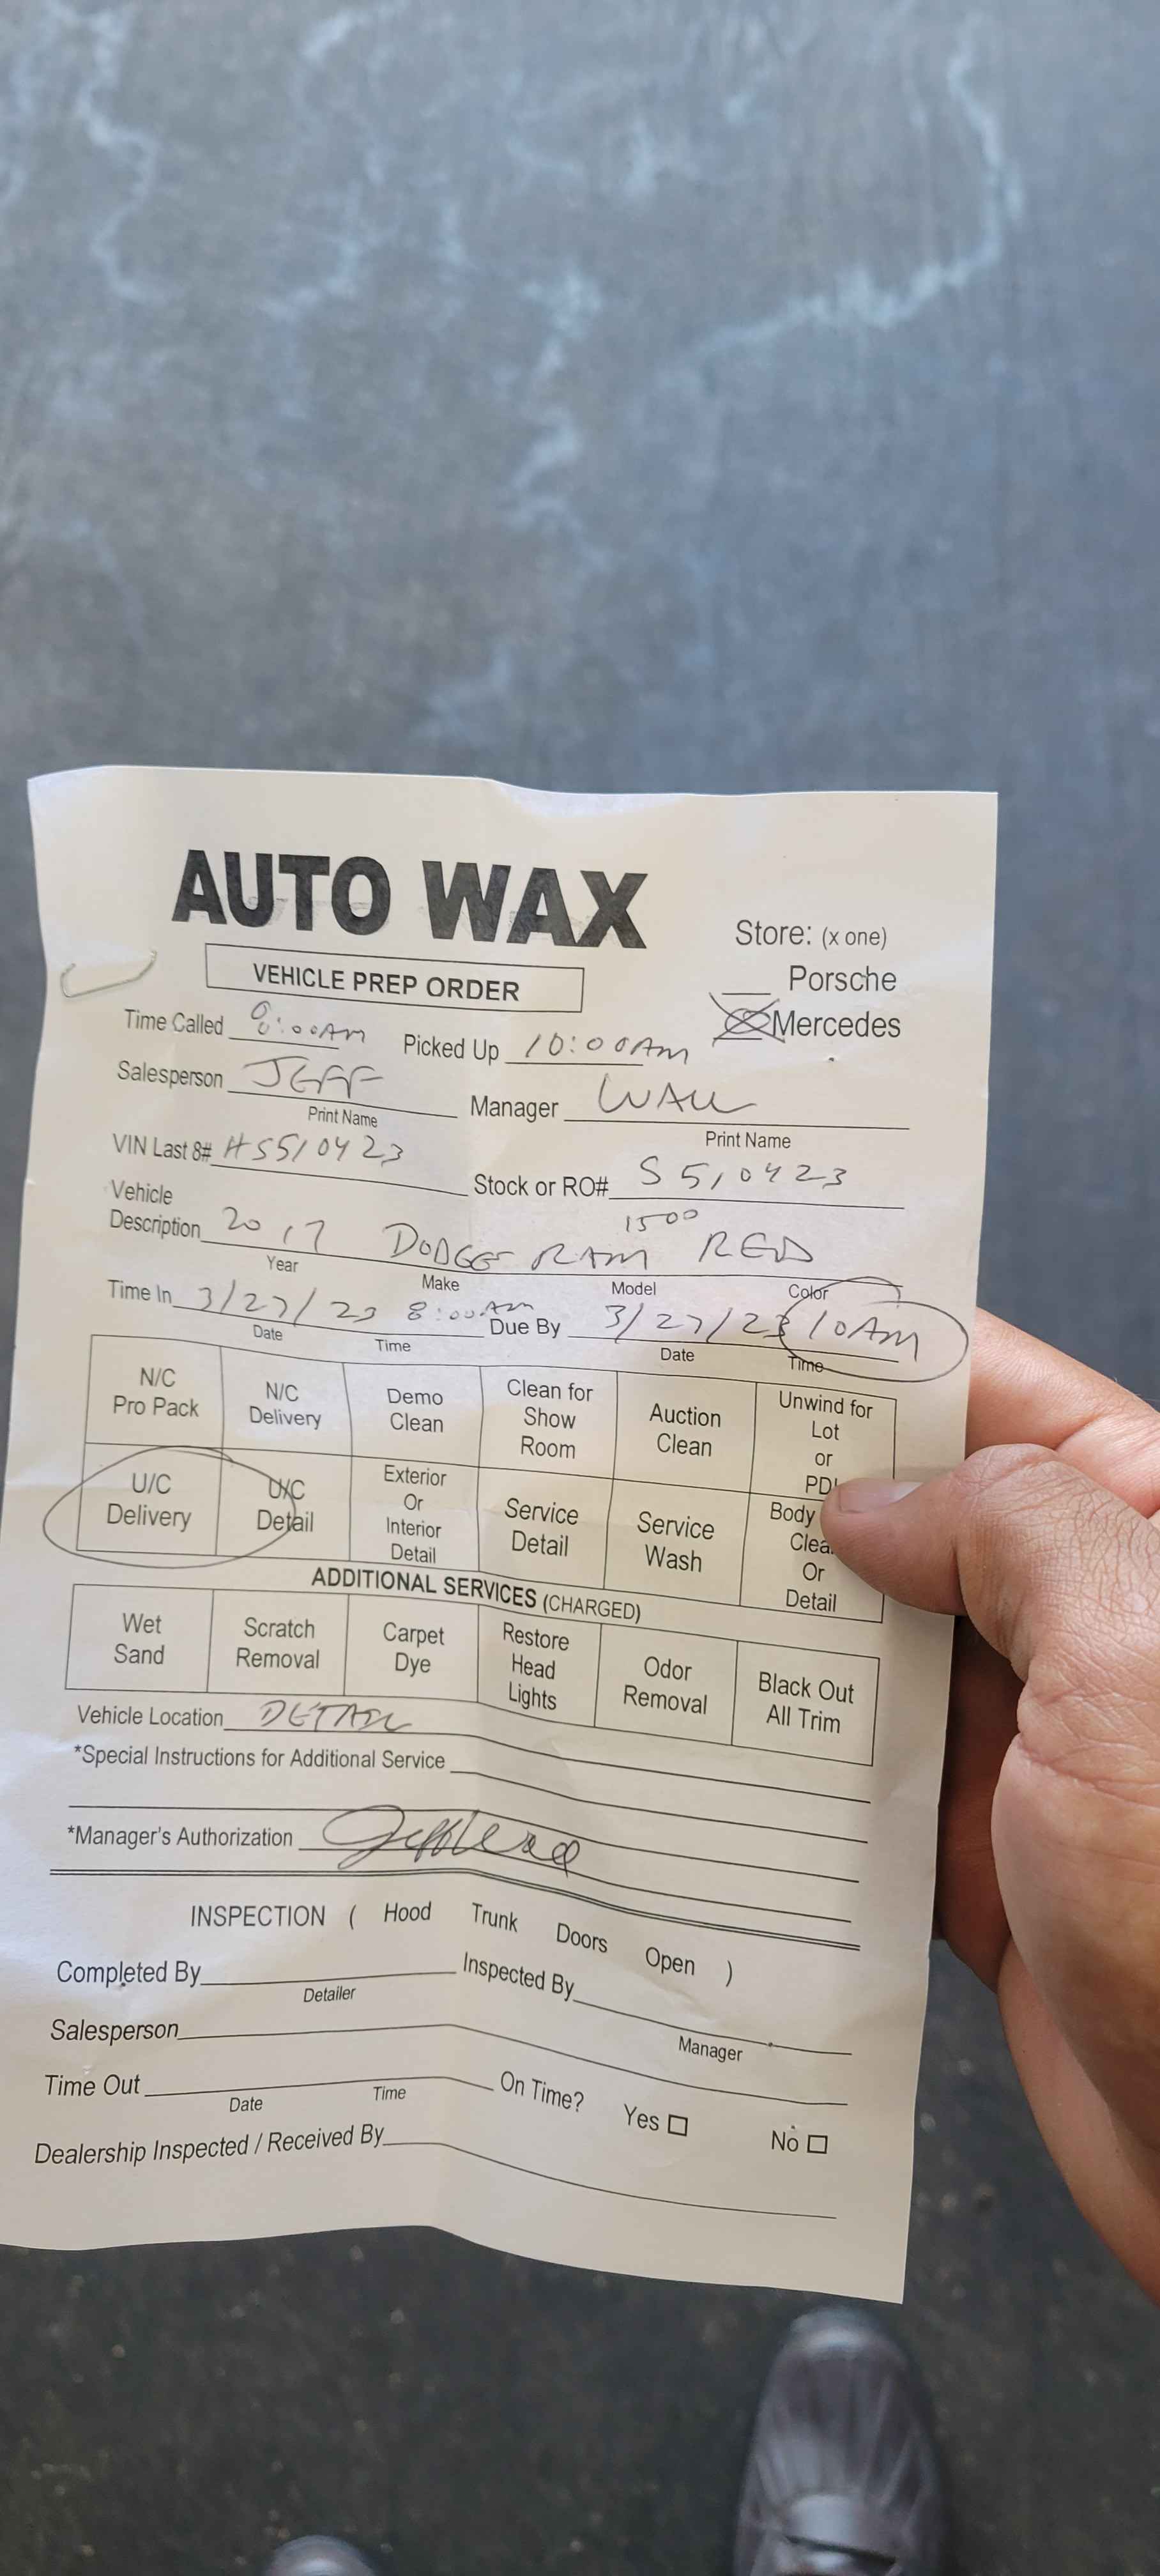 AUTO WAX
Store: (x one)
VEHICLE PREP ORDER
Porsche
Mercedes
Time Called 8:00AM Picked Up 10:00AM
Salesperson JEFF Manager
Print Name Print Name
VIN Last 8# HS510423 Stock or RO# S510423
Vehicle
Description 2017 DODGE RAM 1500 RED
Year Make Model Color
Time In 3/27/23 8:00AM Due By 3/27/23 10AM
Date Time Date Time
N/C Pro Pack N/C Delivery Demo Clean Clean for Show Room Auction Clean Unwind for Lot or PDI
U/C Delivery U/C Detail Exterior Or Interior Detail Service Detail Service Wash Body Clea Or Detail
ADDITIONAL SERVICES (CHARGED)
Wet Sand Scratch Removal Carpet Dye Restore Head Lights Odor Removal Black Out All Trim
Vehicle Location DETAIL
*Special Instructions for Additional Service
*Manager's Authorization
INSPECTION ( Hood Trunk Doors Open )
Completed By Inspected By
Detailer Manager
Salesperson
Time Out On Time? Yes No
Date Time
Dealership Inspected / Received By